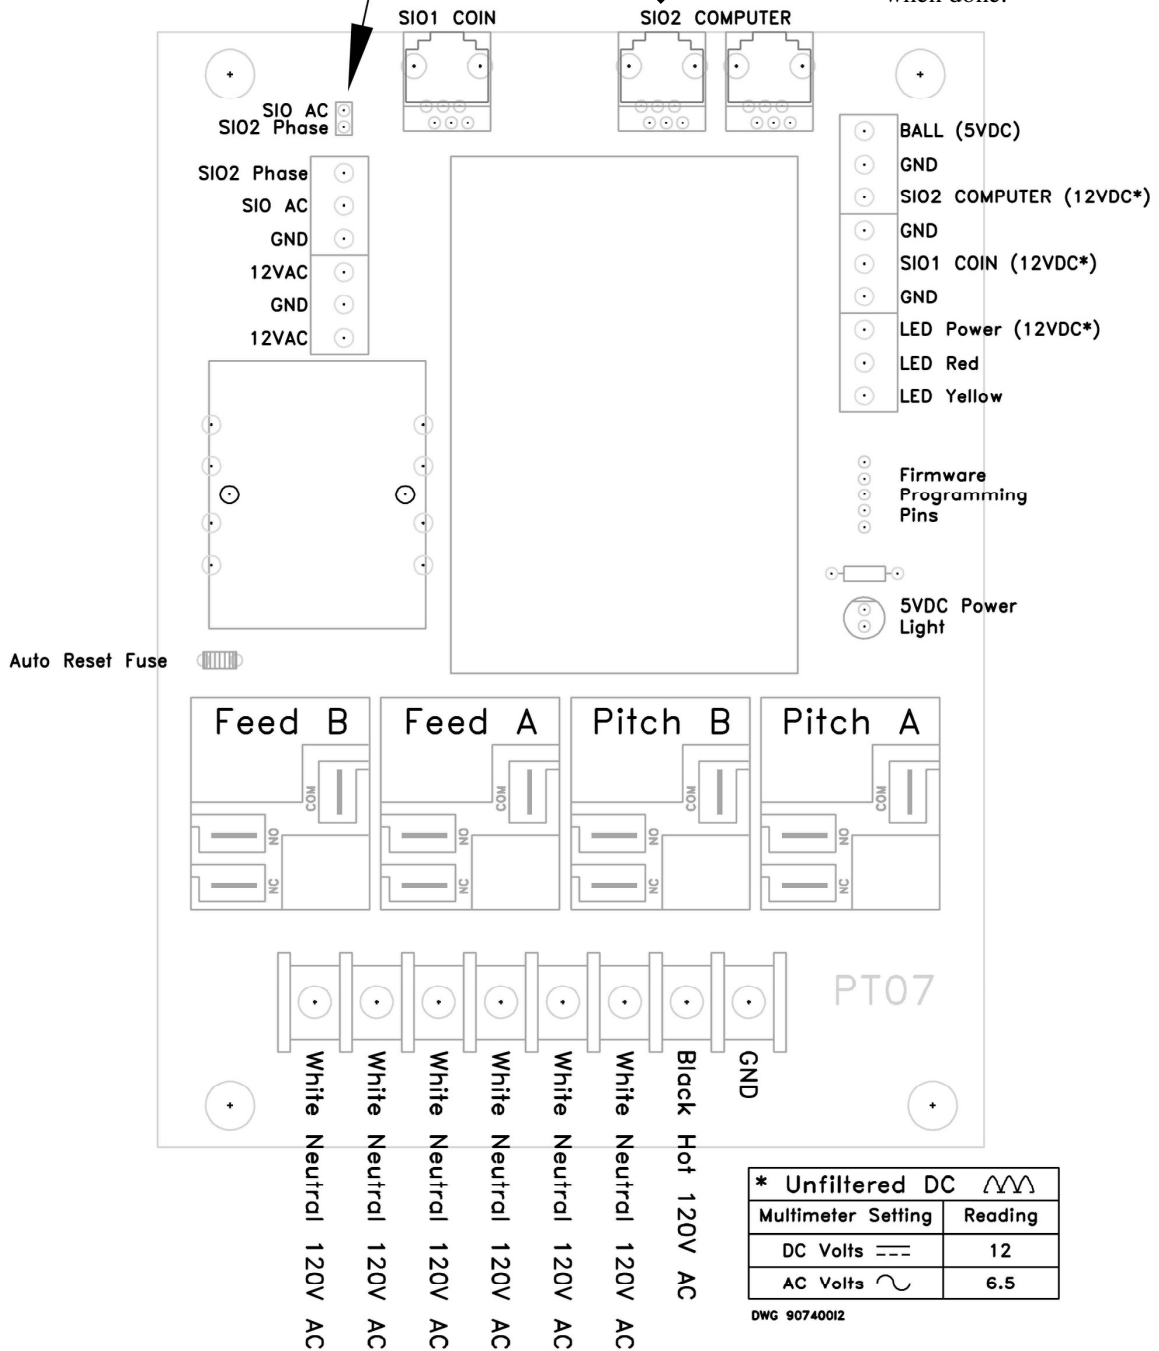 when done.
SIO1 COIN
SIO2 COMPUTER
SIO AC
SIO2 Phase
SIO2 Phase
SIO AC
GND
12VAC
GND
12VAC
BALL (5VDC)
GND
SIO2 COMPUTER (12VDC*)
GND
SIO1 COIN (12VDC*)
GND
LED Power (12VDC*)
LED Red
LED Yellow
Firmware
Programming
Pins
5VDC Power
Light
Auto Reset Fuse
Feed B
COM
NO
NC
Feed A
COM
NO
NC
Pitch B
COM
NO
NC
Pitch A
COM
NO
NC
PT07
White Neutral 120V AC
White Neutral 120V AC
White Neutral 120V AC
White Neutral 120V AC
White Neutral 120V AC
White Neutral 120V AC
Black Hot 120V AC
GND
* Unfiltered DC
Multimeter Setting Reading
DC Volts 12
AC Volts 6.5
DWG 90740012